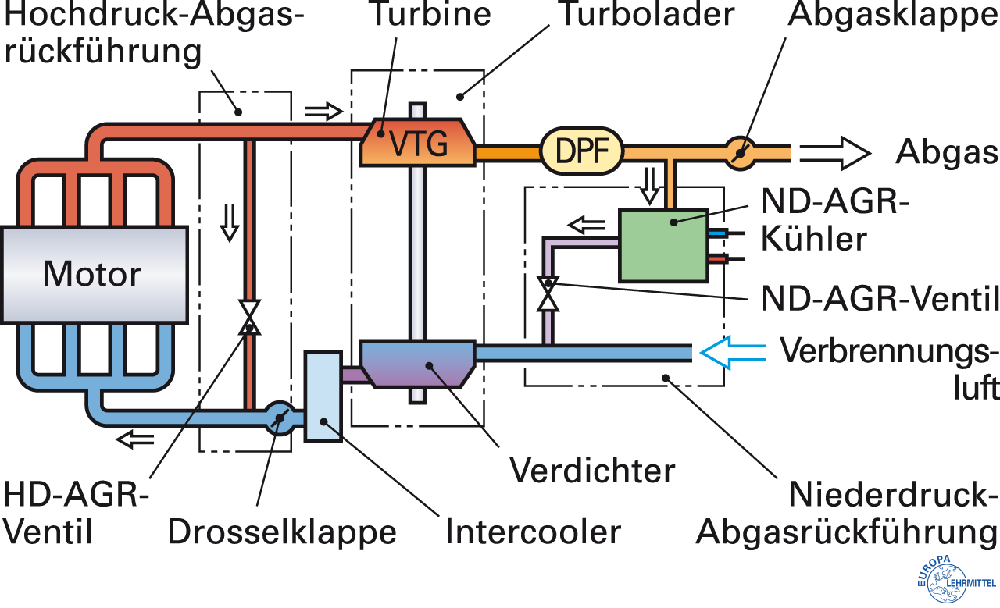 Hochdruck-Abgas-
rückführung
Turbine
Turbolader
Abgasklappe
VTG
DPF
Abgas
ND-AGR-
Kühler
Motor
ND-AGR-Ventil
Verbrennungs-
luft
Verdichter
HD-AGR-
Ventil
Drosselklappe
Intercooler
Niederdruck-
Abgasrückführung
EUROPA
LEHRMITTEL